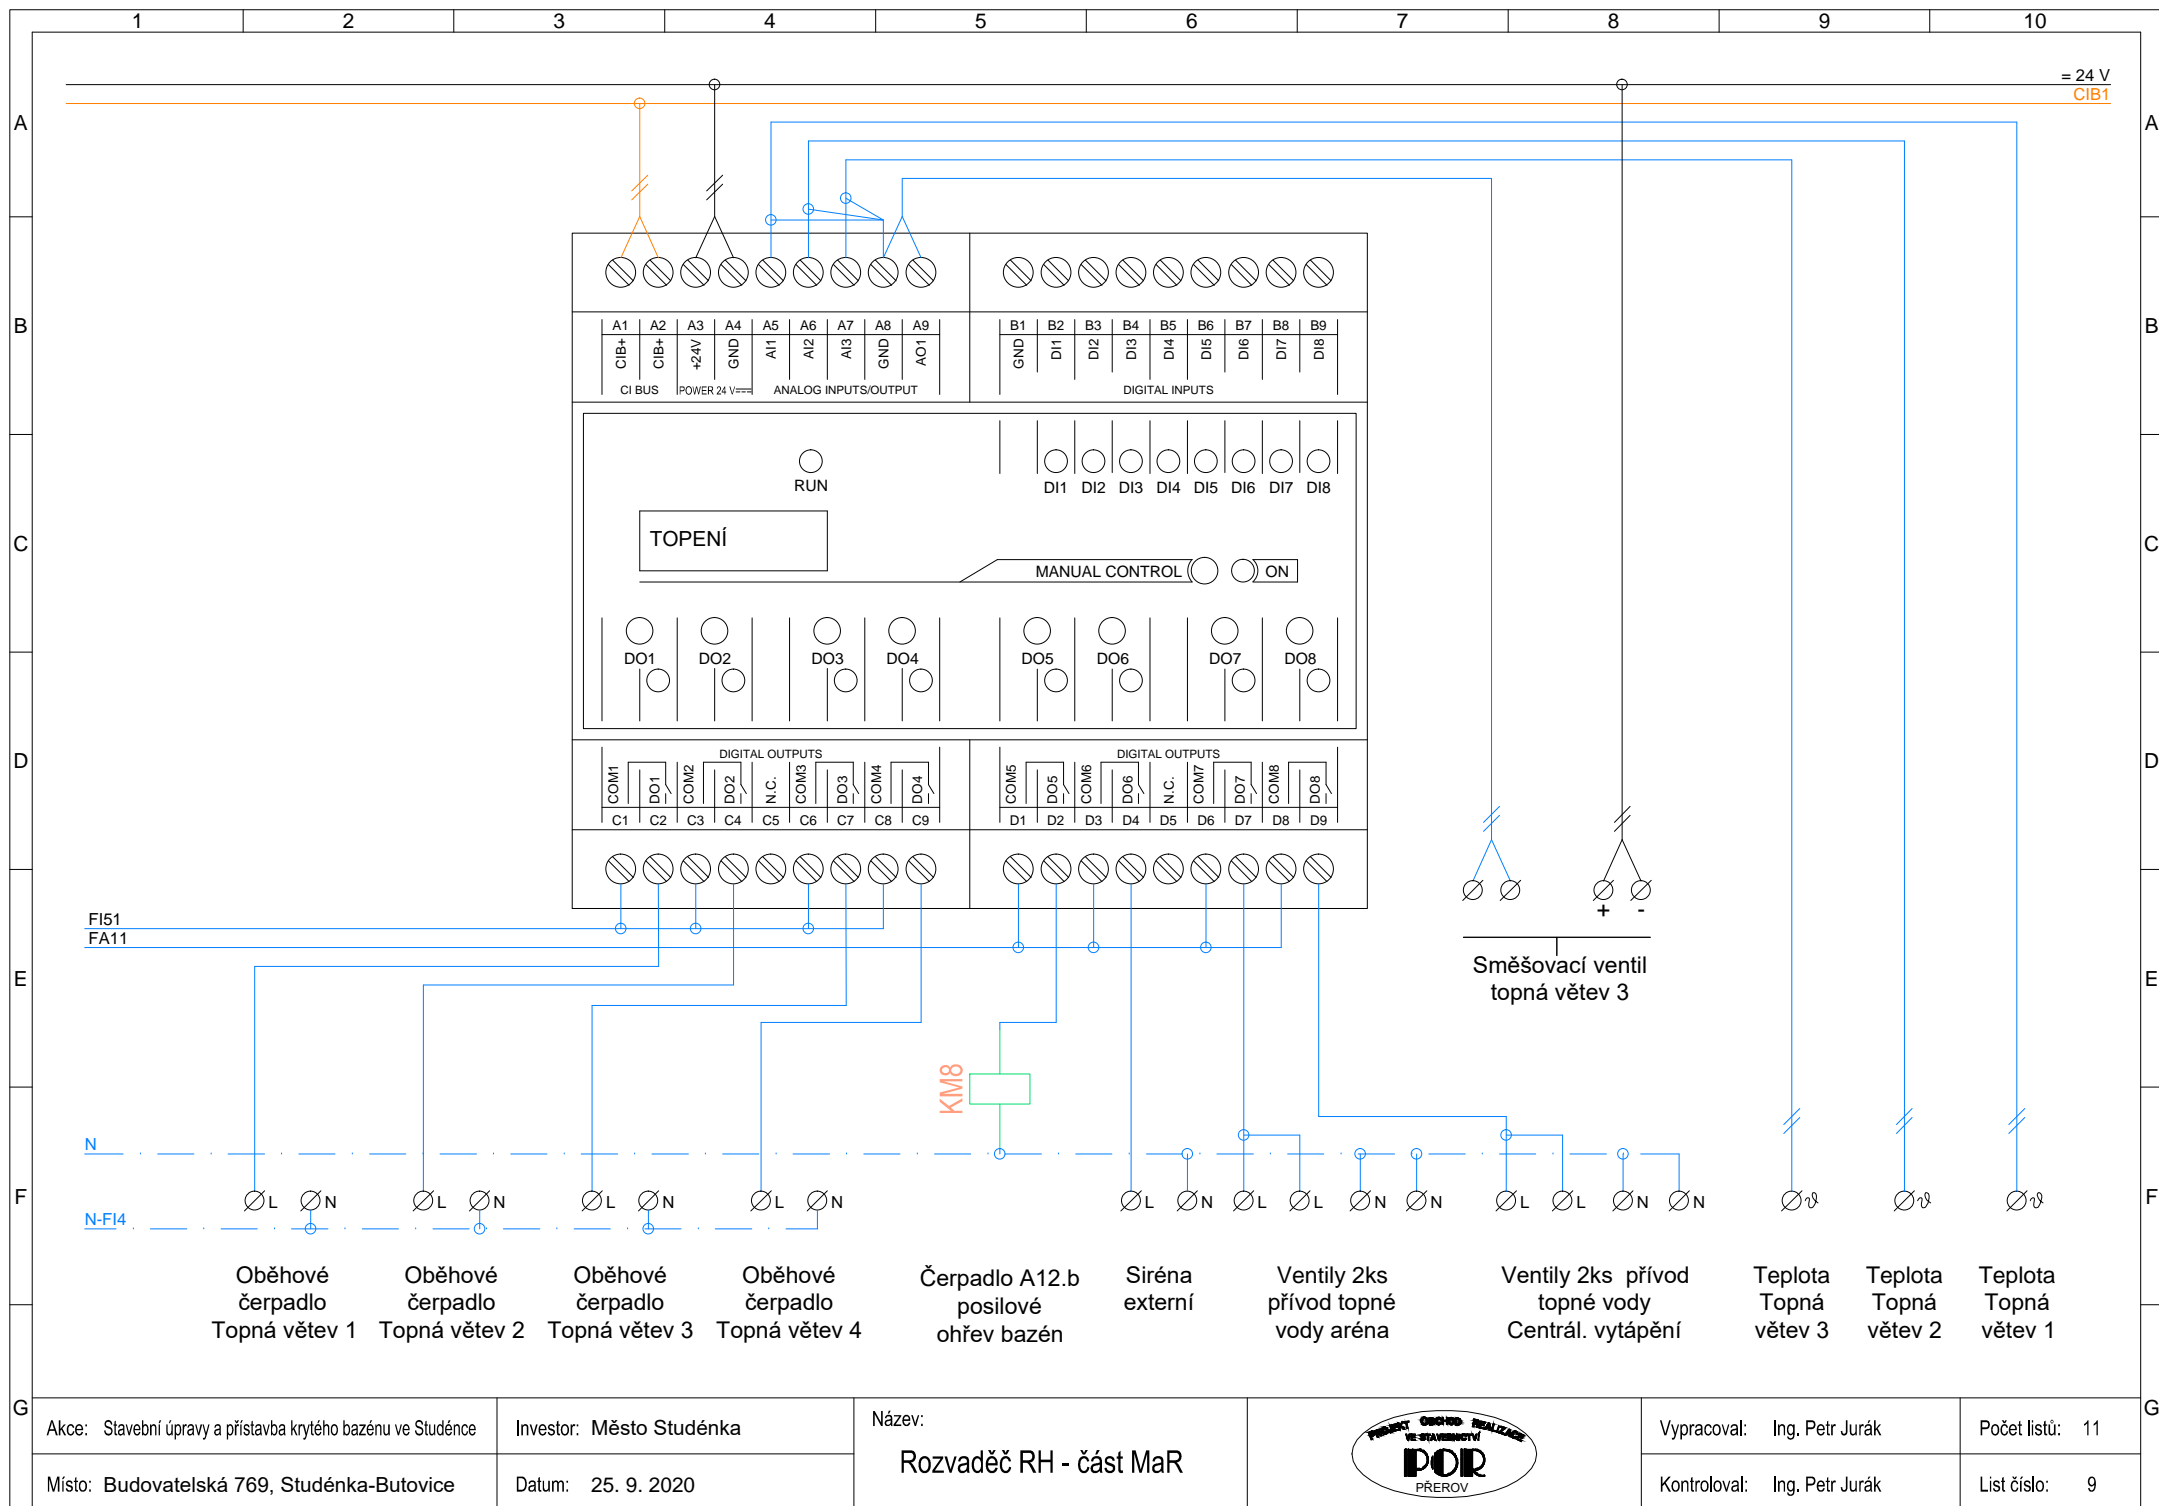 1 2 3 4 5 6 7 8 9 10
= 24 V
CIB1
A A
B B
A1 A2 A3 A4 A5 A6 A7 A8 A9
CIB+ CIB+ +24V GND AI1 AI2 AI3 GND AO1
CI BUS POWER 24 V ANALOG INPUTS/OUTPUT
B1 B2 B3 B4 B5 B6 B7 B8 B9
GND DI1 DI2 DI3 DI4 DI5 DI6 DI7 DI8
DIGITAL INPUTS
RUN
DI1 DI2 DI3 DI4 DI5 DI6 DI7 DI8
TOPENÍ
C C
MANUAL CONTROL ON
DO1 DO2 DO3 DO4 DO5 DO6 DO7 DO8
D D
DIGITAL OUTPUTS DIGITAL OUTPUTS
COM1 DO1 COM2 DO2 N.C. COM3 DO3 COM4 DO4
C1 C2 C3 C4 C5 C6 C7 C8 C9
COM5 DO5 COM6 DO6 N.C. COM7 DO7 COM8 DO8
D1 D2 D3 D4 D5 D6 D7 D8 D9
FI51
FA11
+ -
Směšovací ventil
topná větev 3
E E
KM8
N
F F
L N L N L N L N L N L L N N L L N N ϑ ϑ ϑ
N-FI4
Oběhové
čerpadlo
Topná větev 1
Oběhové
čerpadlo
Topná větev 2
Oběhové
čerpadlo
Topná větev 3
Oběhové
čerpadlo
Topná větev 4
Čerpadlo A12.b
posilové
ohřev bazén
Siréna
externí
Ventily 2ks
přívod topné
vody aréna
Ventily 2ks přívod
topné vody
Centrál. vytápění
Teplota
Topná
větev 3
Teplota
Topná
větev 2
Teplota
Topná
větev 1
G G
Akce: Stavební úpravy a přístavba krytého bazénu ve Studénce
Místo: Budovatelská 769, Studénka-Butovice
Investor: Město Studénka
Datum: 25. 9. 2020
Název:
Rozvaděč RH - část MaR
PROJEKT OBCHOD REALIZACE
VE STAVEBNICTVÍ
POR
PŘEROV
Vypracoval: Ing. Petr Jurák
Kontroloval: Ing. Petr Jurák
Počet listů: 11
List číslo: 9